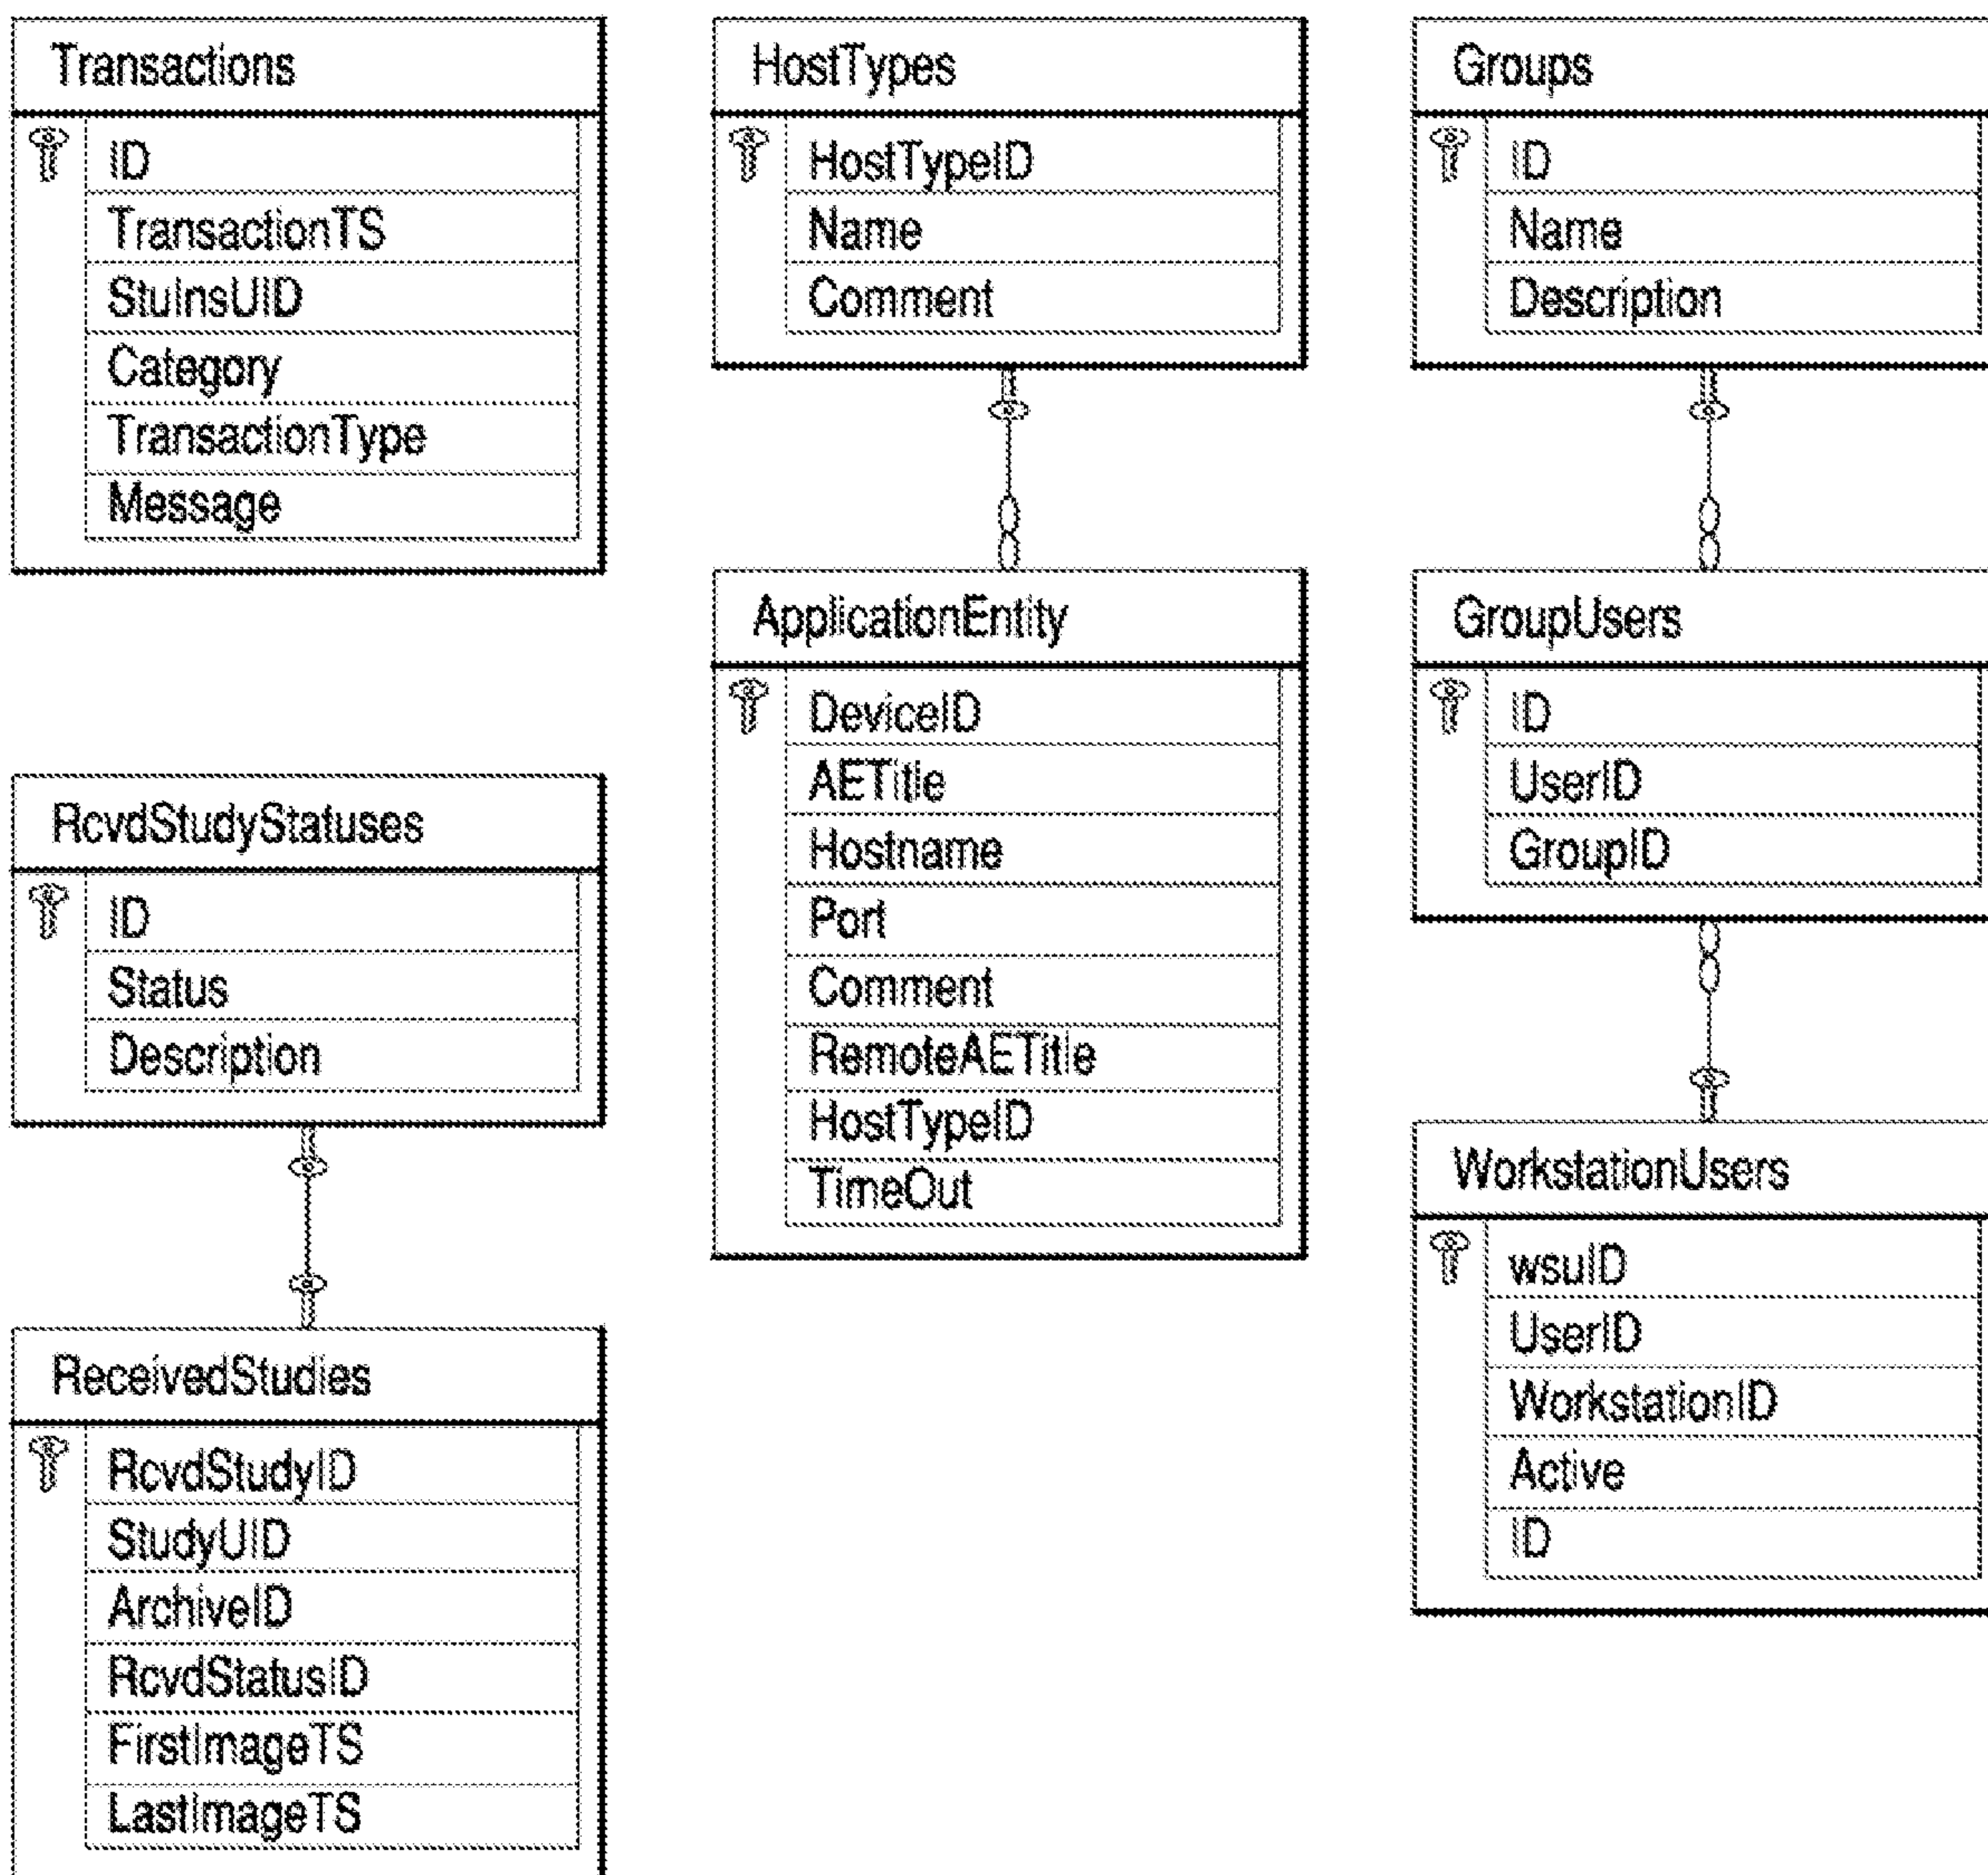 Transactions
ID
TransactionTS
StuInsUID
Category
TransactionType
Message
RcvdStudyStatuses
ID
Status
Description
ReceivedStudies
RcvdStudyID
StudyUID
ArchiveID
RcvdStatusID
FirstImageTS
LastImageTS
HostTypes
HostTypeID
Name
Comment
ApplicationEntity
DeviceID
AETitle
Hostname
Port
Comment
RemoteAETitle
HostTypeID
TimeOut
Groups
ID
Name
Description
GroupUsers
ID
UserID
GroupID
WorkstationUsers
wsuID
UserID
WorkstationID
Active
ID